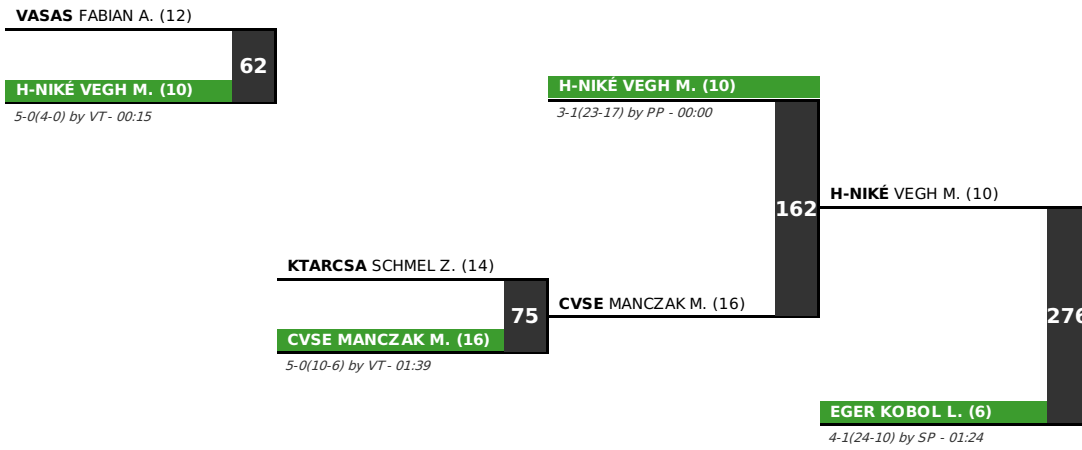 VASAS FABIAN A. (12)
62
H-NIKÉ VEGH M. (10)
5-0(4-0) by VT - 00:15
H-NIKÉ VEGH M. (10)
3-1(23-17) by PP - 00:00
162
H-NIKÉ VEGH M. (10)
KTARCSA SCHMEL Z. (14)
75
CVSE MANCZAK M. (16)
CVSE MANCZAK M. (16)
5-0(10-6) by VT - 01:39
276
EGER KOBOL L. (6)
4-1(24-10) by SP - 01:24